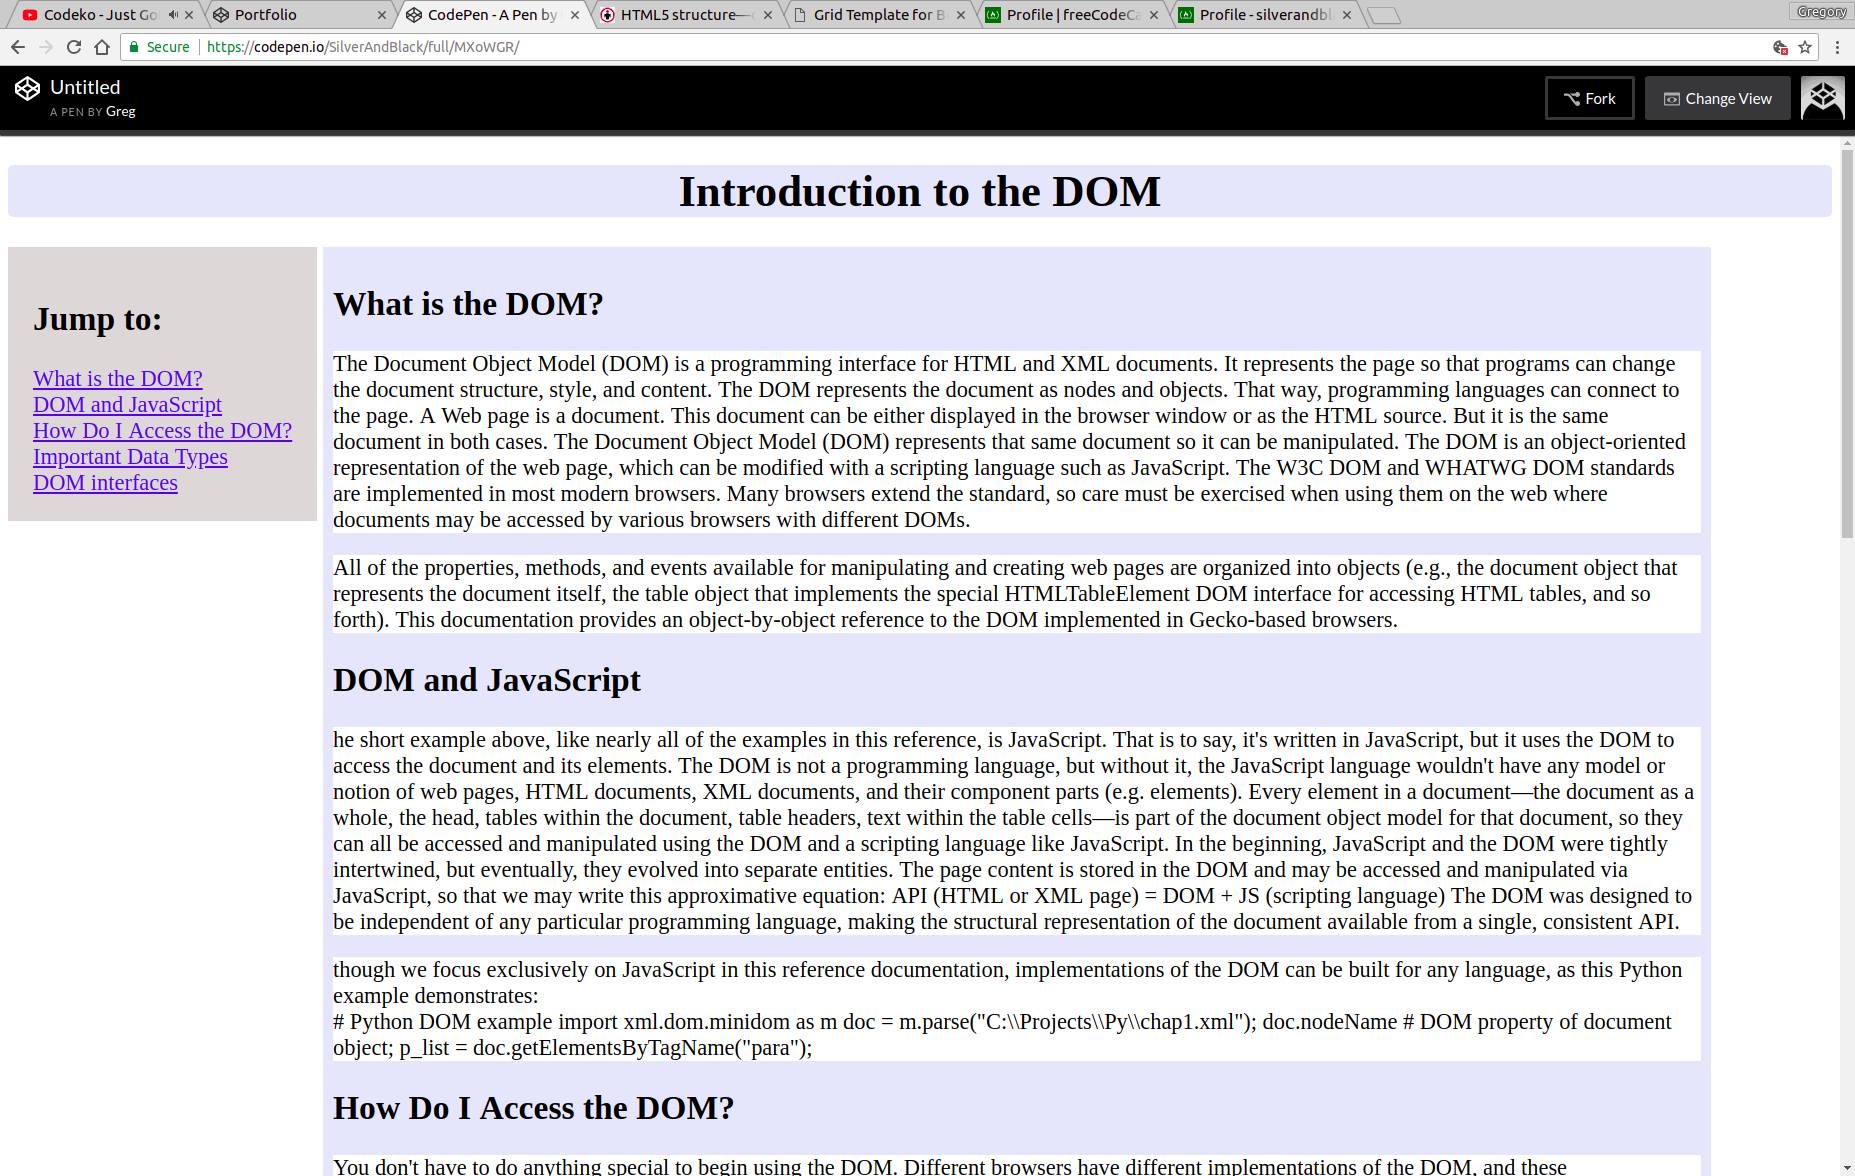 Codeko - Just Go
Portfolio
CodePen - A Pen by
HTML5 structure—
Grid Template for B
Profile | freeCodeCa
Profile - silverandbl
Gregory
Secure
https://codepen.io/SilverAndBlack/full/MXoWGR/
Untitled
A PEN BY Greg
Fork
Change View
Introduction to the DOM
Jump to:
What is the DOM?
DOM and JavaScript
How Do I Access the DOM?
Important Data Types
DOM interfaces
What is the DOM?
The Document Object Model (DOM) is a programming interface for HTML and XML documents. It represents the page so that programs can change
the document structure, style, and content. The DOM represents the document as nodes and objects. That way, programming languages can connect to
the page. A Web page is a document. This document can be either displayed in the browser window or as the HTML source. But it is the same
document in both cases. The Document Object Model (DOM) represents that same document so it can be manipulated. The DOM is an object-oriented
representation of the web page, which can be modified with a scripting language such as JavaScript. The W3C DOM and WHATWG DOM standards
are implemented in most modern browsers. Many browsers extend the standard, so care must be exercised when using them on the web where
documents may be accessed by various browsers with different DOMs.
All of the properties, methods, and events available for manipulating and creating web pages are organized into objects (e.g., the document object that
represents the document itself, the table object that implements the special HTMLTableElement DOM interface for accessing HTML tables, and so
forth). This documentation provides an object-by-object reference to the DOM implemented in Gecko-based browsers.
DOM and JavaScript
he short example above, like nearly all of the examples in this reference, is JavaScript. That is to say, it's written in JavaScript, but it uses the DOM to
access the document and its elements. The DOM is not a programming language, but without it, the JavaScript language wouldn't have any model or
notion of web pages, HTML documents, XML documents, and their component parts (e.g. elements). Every element in a document—the document as a
whole, the head, tables within the document, table headers, text within the table cells—is part of the document object model for that document, so they
can all be accessed and manipulated using the DOM and a scripting language like JavaScript. In the beginning, JavaScript and the DOM were tightly
intertwined, but eventually, they evolved into separate entities. The page content is stored in the DOM and may be accessed and manipulated via
JavaScript, so that we may write this approximative equation: API (HTML or XML page) = DOM + JS (scripting language) The DOM was designed to
be independent of any particular programming language, making the structural representation of the document available from a single, consistent API.
though we focus exclusively on JavaScript in this reference documentation, implementations of the DOM can be built for any language, as this Python
example demonstrates:
# Python DOM example import xml.dom.minidom as m doc = m.parse("C:\\Projects\\Py\\chap1.xml"); doc.nodeName # DOM property of document
object; p_list = doc.getElementsByTagName("para");
How Do I Access the DOM?
You don't have to do anything special to begin using the DOM. Different browsers have different implementations of the DOM, and these